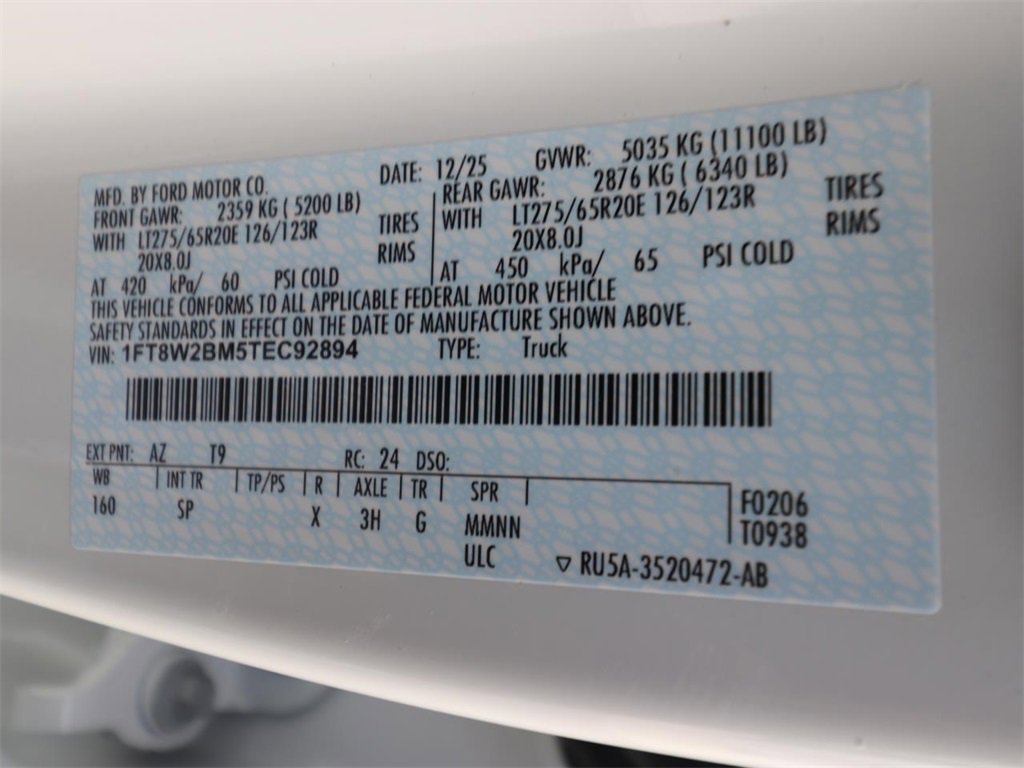 MFD. BY FORD MOTOR CO. DATE: 12/25 GVWR: 5035 KG (11100 LB)
FRONT GAWR: 2359 KG ( 5200 LB) REAR GAWR: 2876 KG ( 6340 LB)
WITH LT275/65R20E 126/123R TIRES WITH LT275/65R20E 126/123R TIRES
20X8.0J RIMS 20X8.0J RIMS
AT 420 kPa/ 60 PSI COLD AT 450 kPa/ 65 PSI COLD
THIS VEHICLE CONFORMS TO ALL APPLICABLE FEDERAL MOTOR VEHICLE
SAFETY STANDARDS IN EFFECT ON THE DATE OF MANUFACTURE SHOWN ABOVE.
VIN: 1FT8W2BM5TEC92894 TYPE: Truck
EXT PNT: AZ T9 RC: 24 DSO:
WB INT TR TP/PS R AXLE TR SPR
160 SP X 3H G MMNN
ULC
F0206
T0938
RU5A-3520472-AB